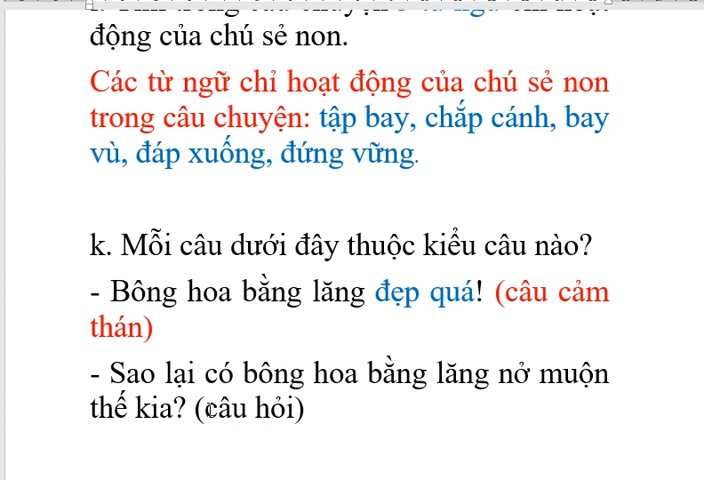 động của chú sẻ non.
Các từ ngữ chỉ hoạt động của chú sẻ non
trong câu chuyện: tập bay, chắp cánh, bay
vù, đáp xuống, đứng vững.
k. Mỗi câu dưới đây thuộc kiểu câu nào?
- Bông hoa bằng lăng đẹp quá! (câu cảm
thán)
- Sao lại có bông hoa bằng lăng nở muộn
thế kia? (câu hỏi)